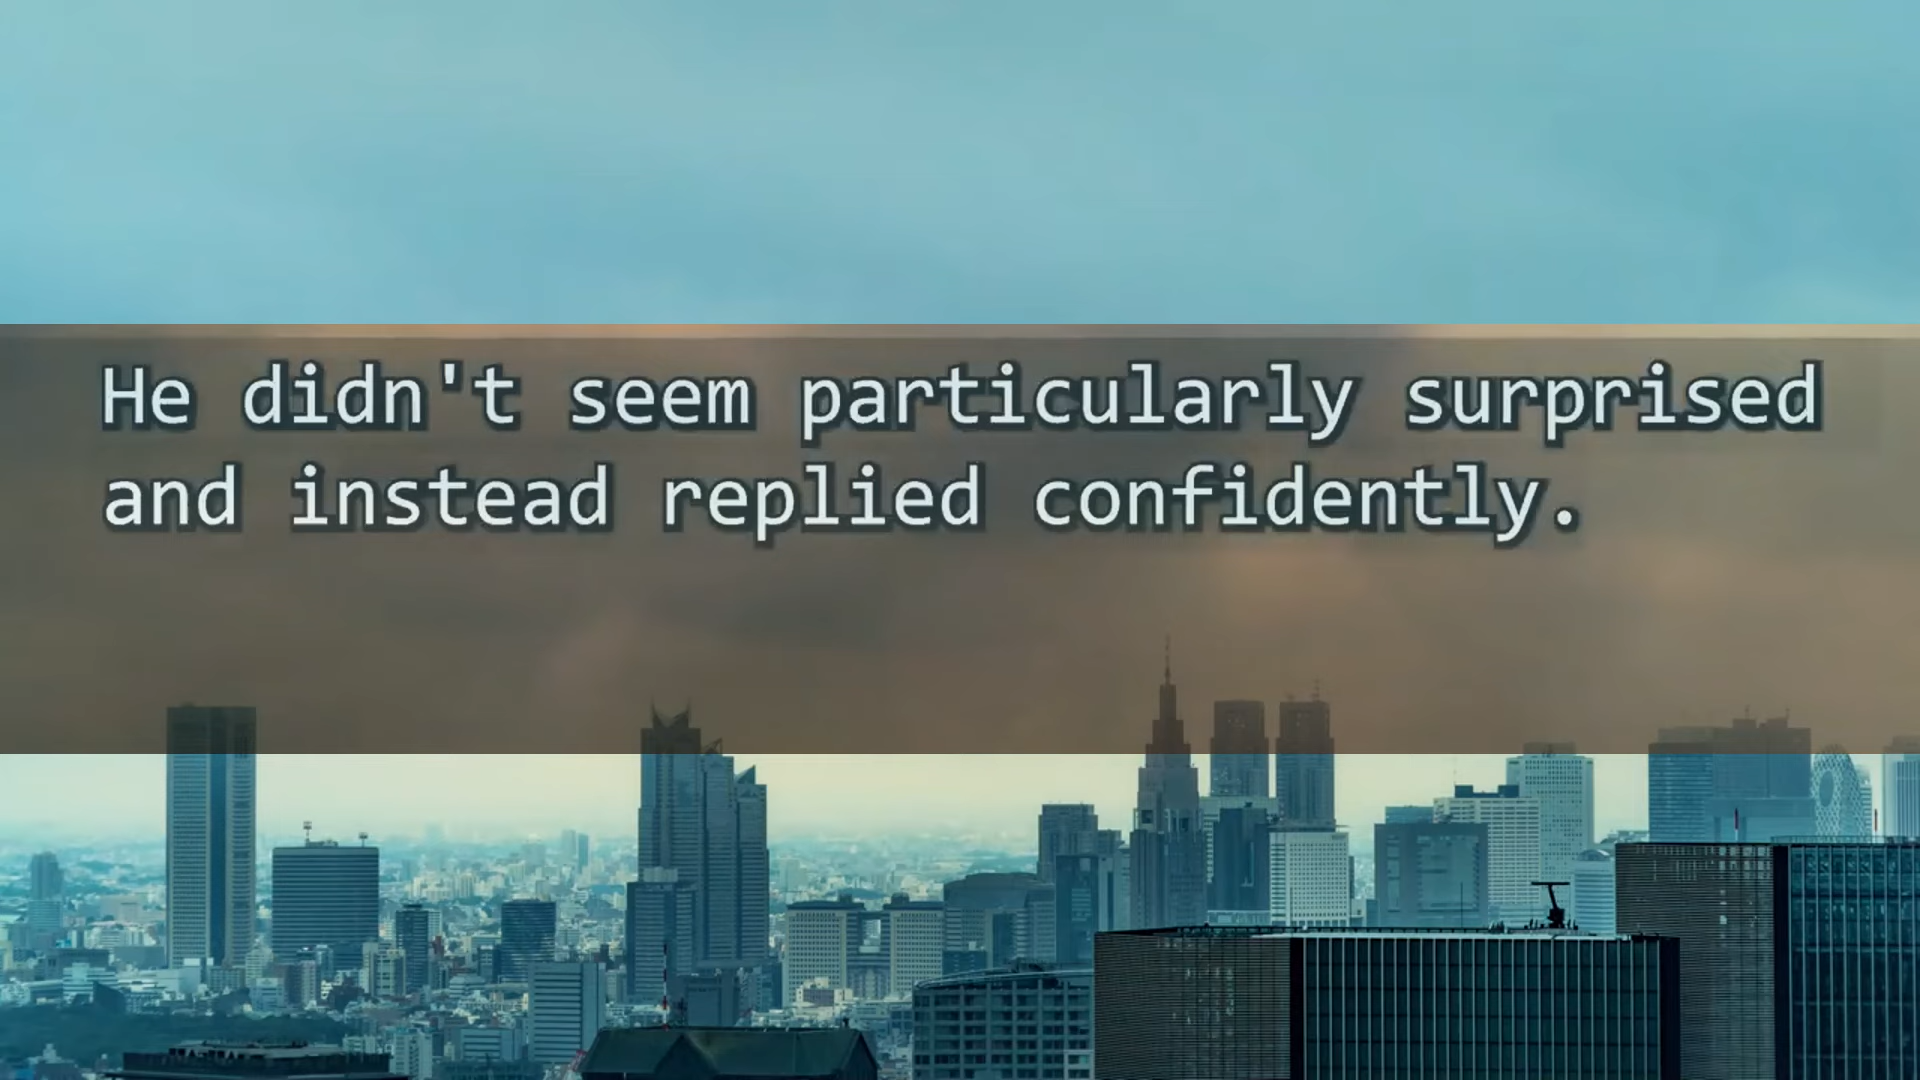 He didn't seem particularly surprised
and instead replied confidently.